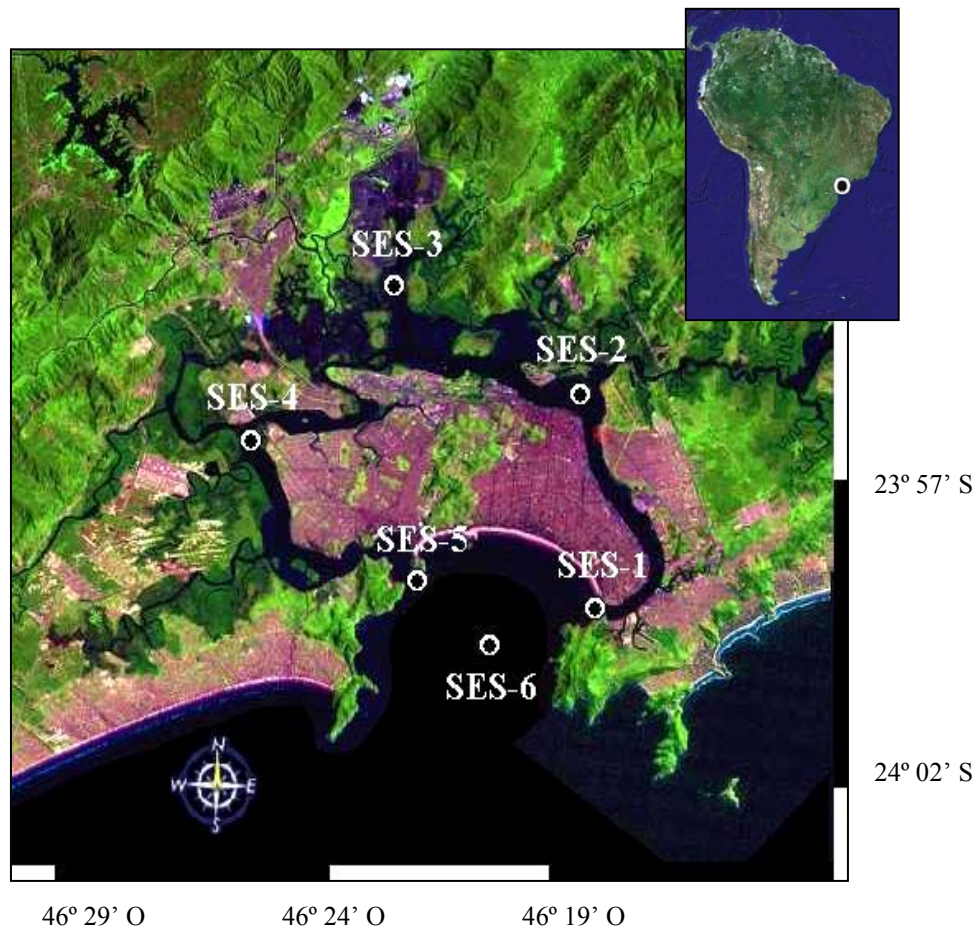 SES-3
SES-2
SES-4
SES-5
SES-1
SES-6
N
W E
S
23º 57’ S
24º 02’ S
46º 29’ O
46º 24’ O
46º 19’ O